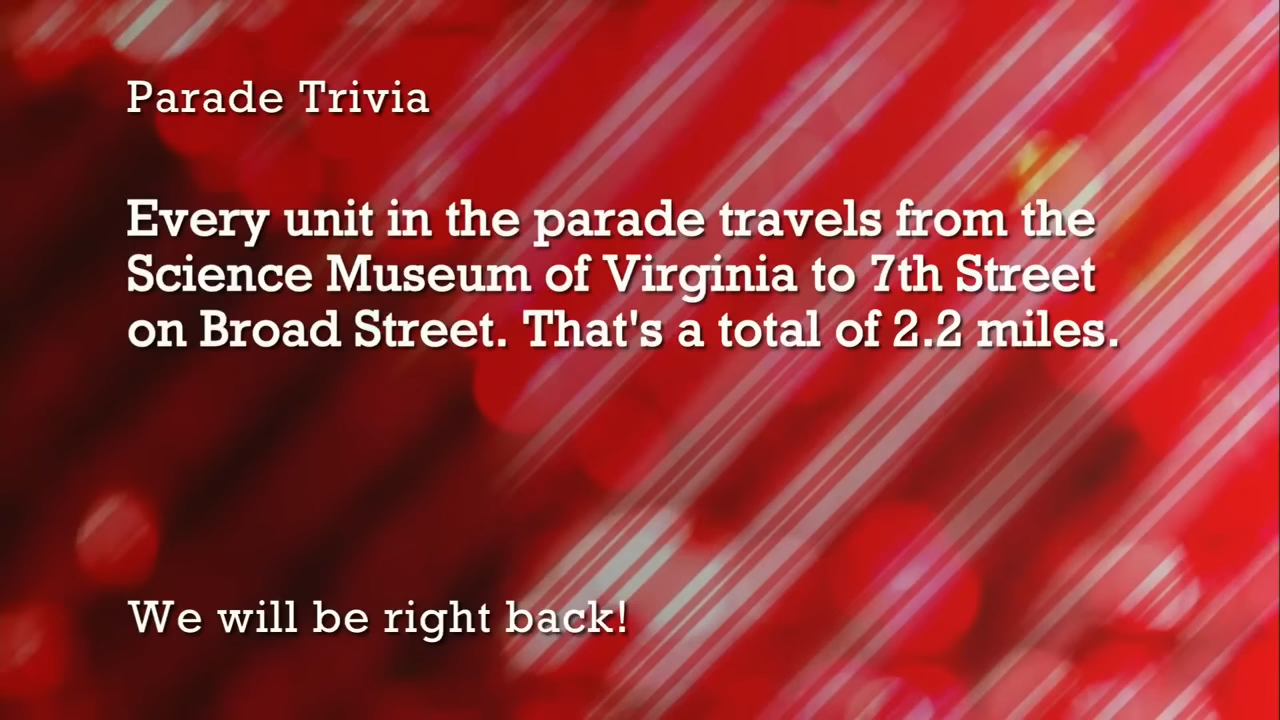 Parade Trivia
Every unit in the parade travels from the
Science Museum of Virginia to 7th Street
on Broad Street. That's a total of 2.2 miles.
We will be right back!